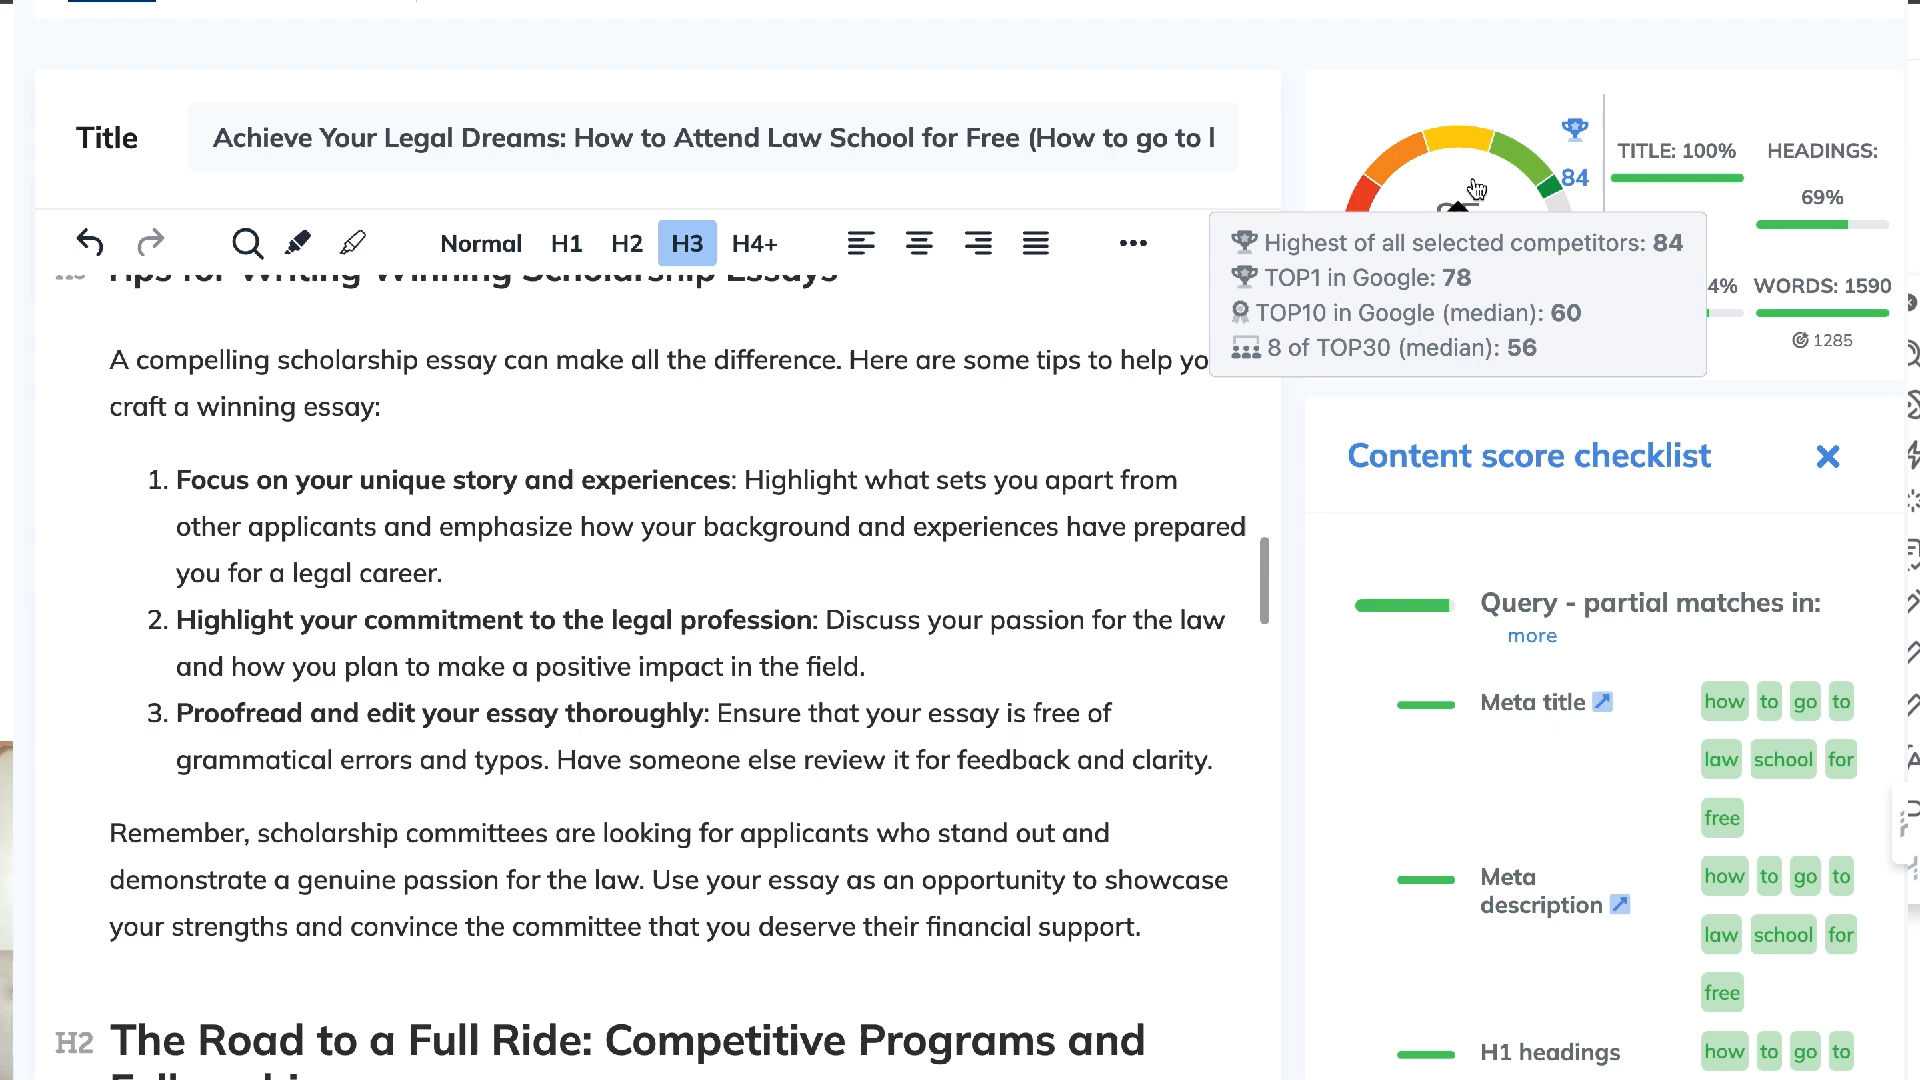 Title
Achieve Your Legal Dreams: How to Attend Law School for Free (How to go to l
Normal H1 H2 H3 H4+
Tips for Writing Winning Scholarship Essays
A compelling scholarship essay can make all the difference. Here are some tips to help yo
craft a winning essay:
1. Focus on your unique story and experiences: Highlight what sets you apart from
other applicants and emphasize how your background and experiences have prepared
you for a legal career.
2. Highlight your commitment to the legal profession: Discuss your passion for the law
and how you plan to make a positive impact in the field.
3. Proofread and edit your essay thoroughly: Ensure that your essay is free of
grammatical errors and typos. Have someone else review it for feedback and clarity.
Remember, scholarship committees are looking for applicants who stand out and
demonstrate a genuine passion for the law. Use your essay as an opportunity to showcase
your strengths and convince the committee that you deserve their financial support.
H2 The Road to a Full Ride: Competitive Programs and
84
TITLE: 100%
HEADINGS:
69%
4%
WORDS: 1590
1285
Highest of all selected competitors: 84
TOP1 in Google: 78
TOP10 in Google (median): 60
8 of TOP30 (median): 56
Content score checklist
Query - partial matches in:
more
Meta title
how to go to
law school for
free
Meta
description
how to go to
law school for
free
H1 headings
how to go to